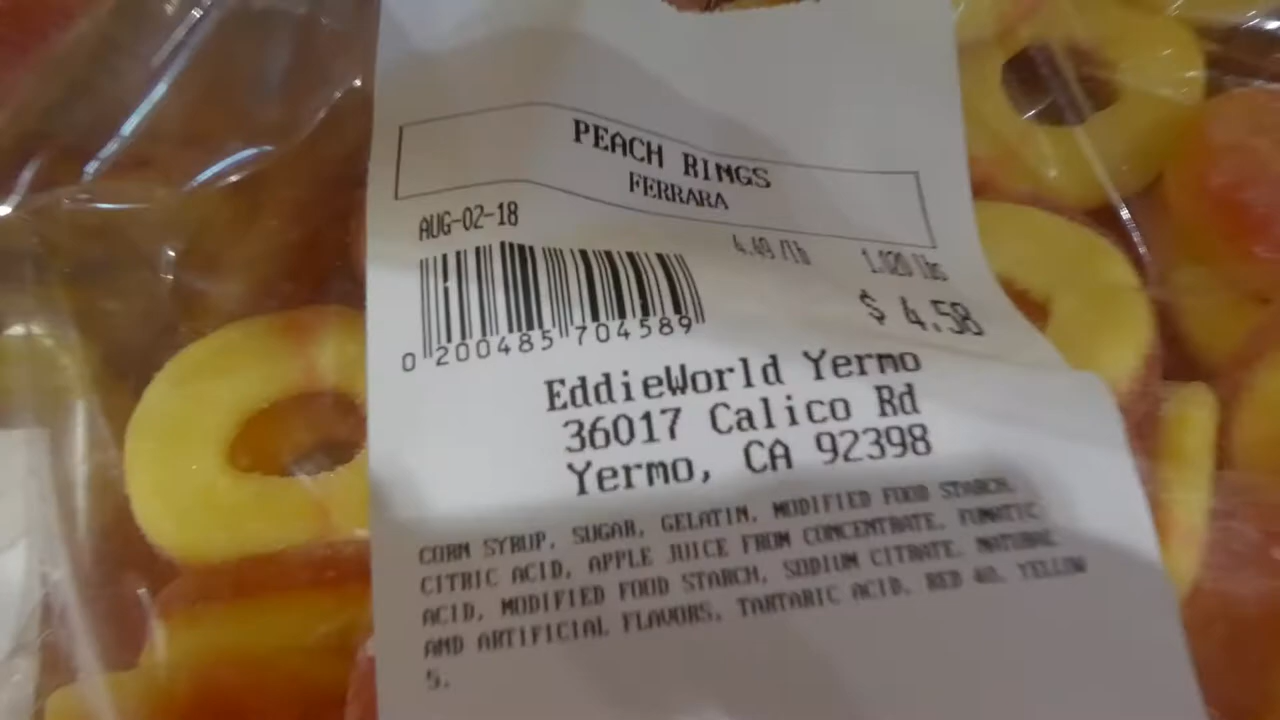 PEACH RINGS
FERRARA
AUG-02-18
4.49 /lb 1.020 lbs
$ 4.58
0 200485 704589
EddieWorld Yermo
36017 Calico Rd
Yermo, CA 92398
CORN SYRUP, SUGAR, GELATIN, MODIFIED FOOD STARCH,
CITRIC ACID, APPLE JUICE FROM CONCENTRATE, FUMATIC
ACID, MODIFIED FOOD STARCH, SODIUM CITRATE, NATURAL
AND ARTIFICIAL FLAVORS, TARTARIC ACID, RED 40, YELLOW
5.